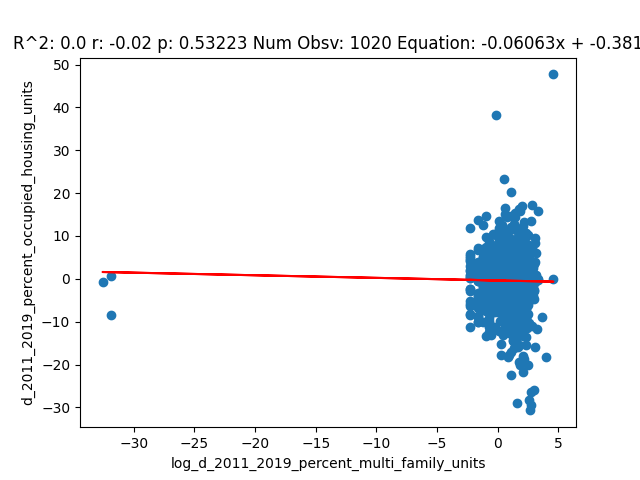 R^2: 0.0 r: -0.02 p: 0.53223 Num Obsv: 1020 Equation: -0.06063x + -0.381
50
40
30
20
10
0
−10
−20
−30
d_2011_2019_percent_occupied_housing_units
−30 −25 −20 −15 −10 −5 0 5
log_d_2011_2019_percent_multi_family_units